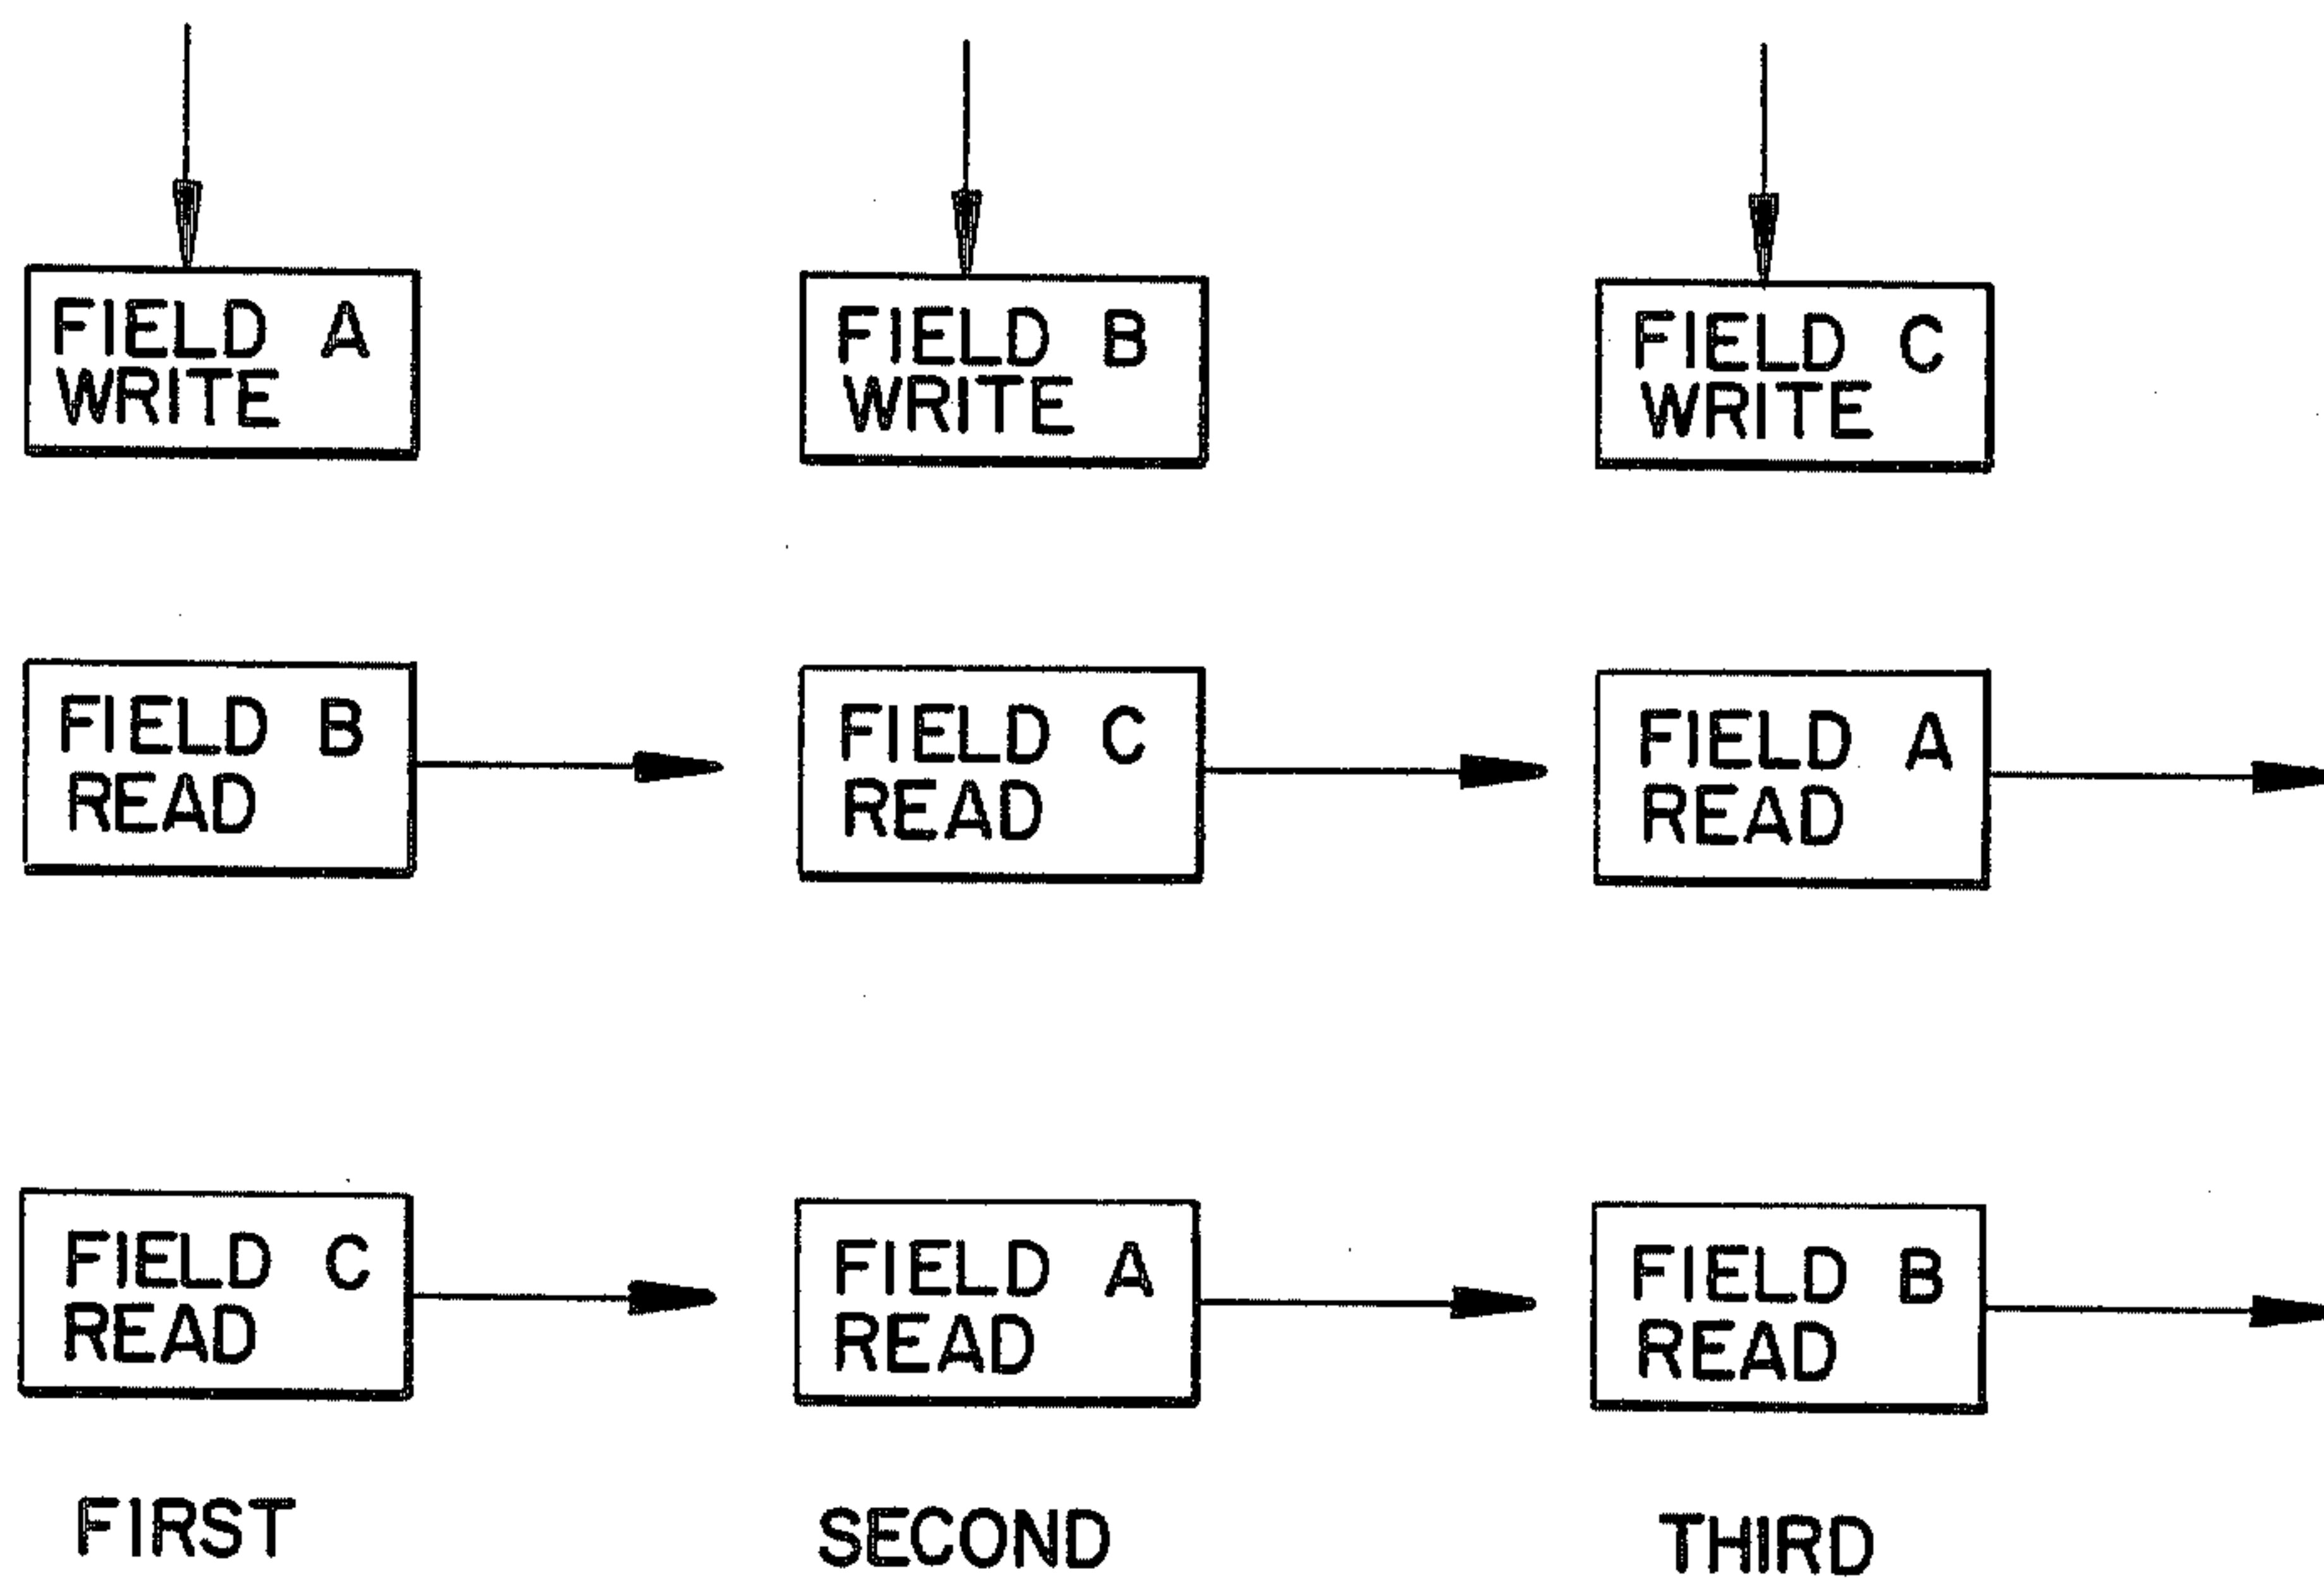 FIELD A
WRITE
FIELD B
WRITE
FIELD C
WRITE
FIELD B
READ
FIELD C
READ
FIELD A
READ
FIELD C
READ
FIELD A
READ
FIELD B
READ
FIRST
SECOND
THIRD